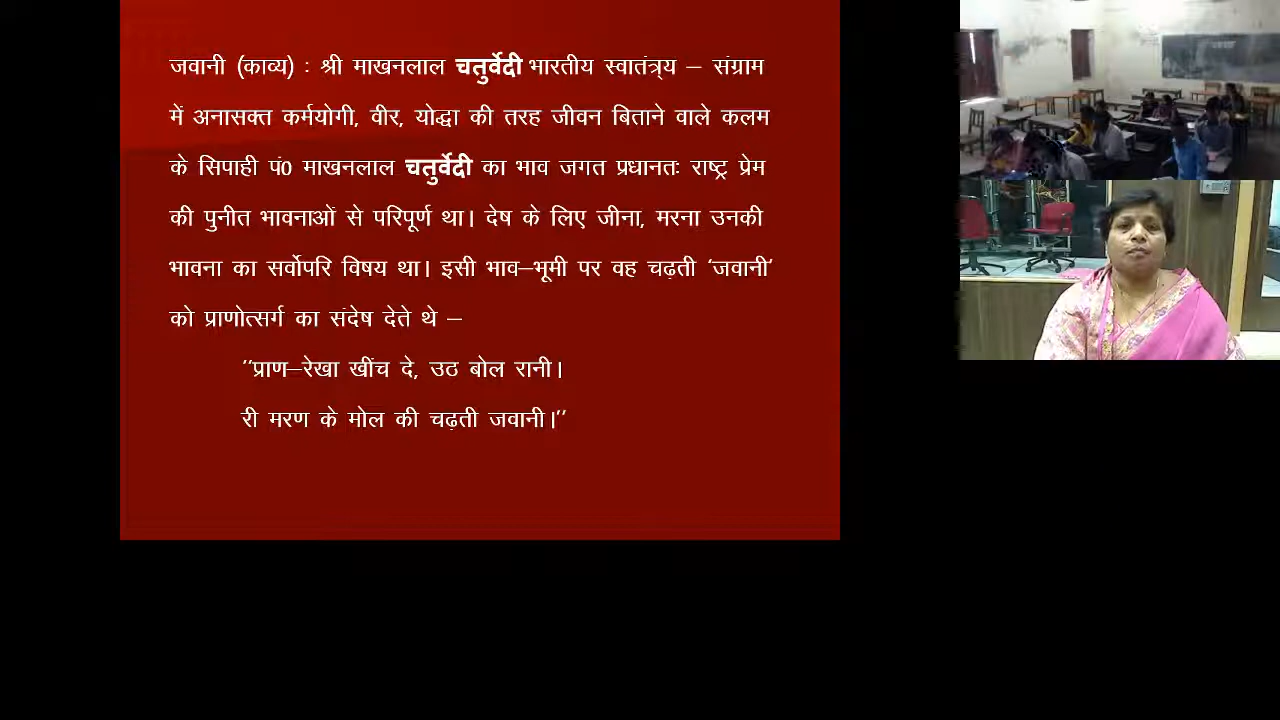 जवानी (काव्य) : श्री माखनलाल चतुर्वेदी भारतीय स्वातंत्र्य – संग्राम
में अनासक्त कर्मयोगी, वीर, योद्धा की तरह जीवन बिताने वाले कलम
के सिपाही पं0 माखनलाल चतुर्वेदी का भाव जगत प्रधानतः राष्ट्र प्रेम
की पुनीत भावनाओं से परिपूर्ण था। देष के लिए जीना, मरना उनकी
भावना का सर्वोपरि विषय था। इसी भाव–भूमी पर वह चढ़ती ‘जवानी’
को प्राणोत्सर्ग का संदेष देते थे –
‘‘प्राण–रेखा खींच दे, उठ बोल रानी।
री मरण के मोल की चढ़ती जवानी।’’